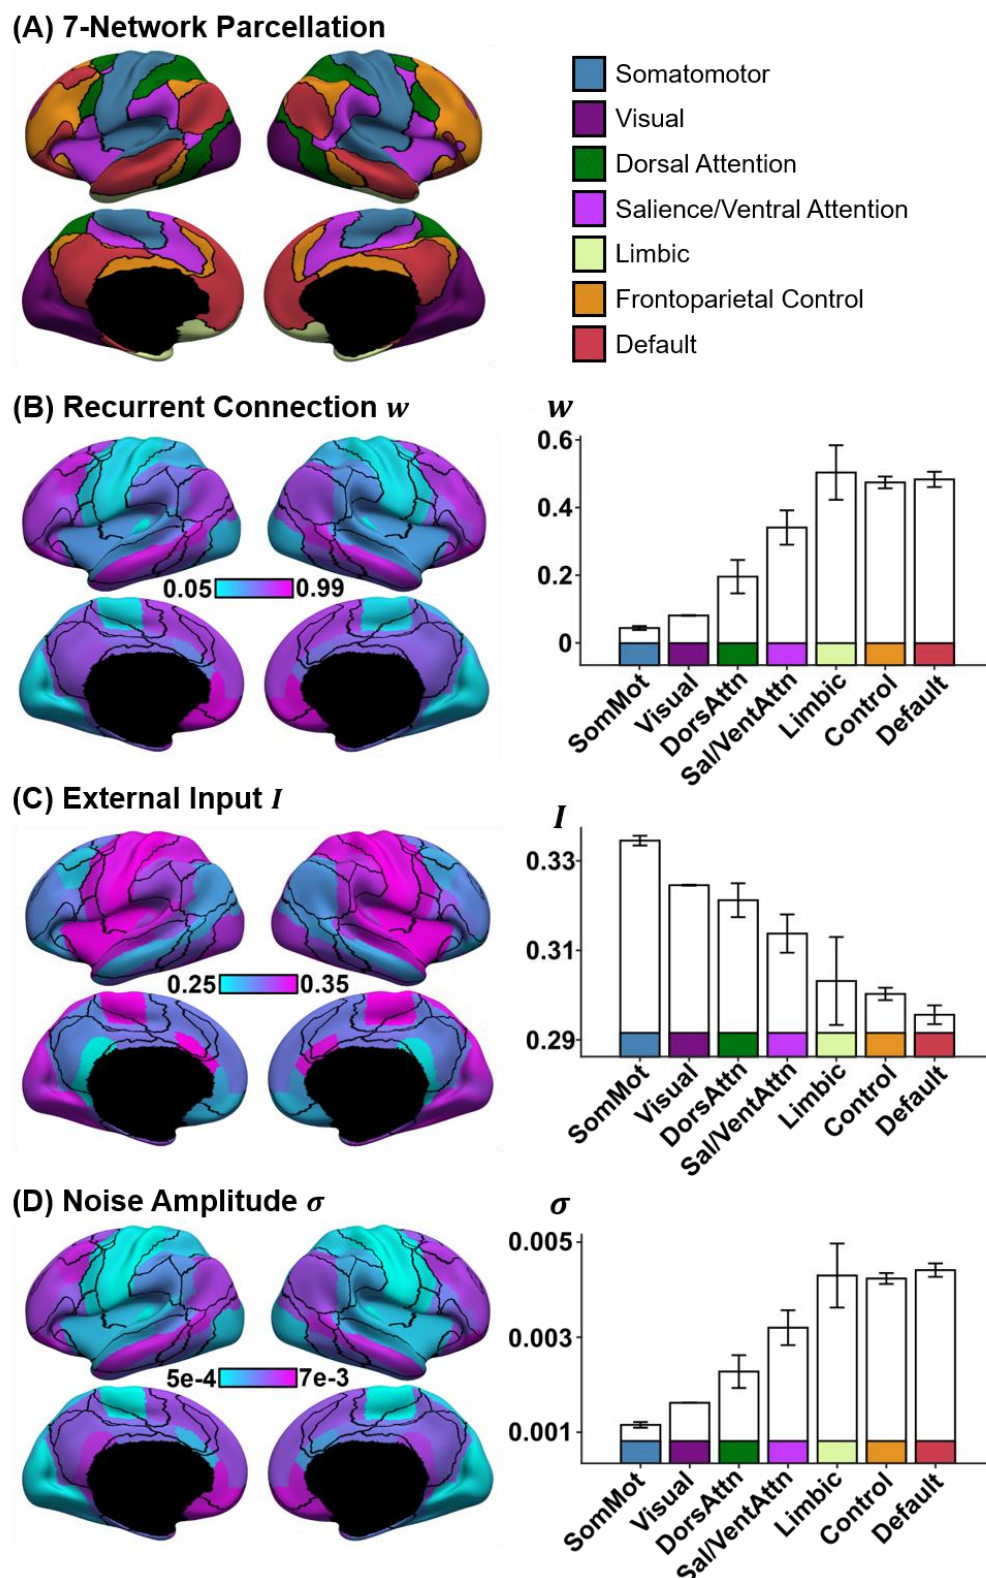 (A) 7-Network Parcellation
Somatomotor
Visual
Dorsal Attention
Salience/Ventral Attention
Limbic
Frontoparietal Control
Default
(B) Recurrent Connection w
0.05 0.99
w
0.6
0.4
0.2
0
SomMot
Visual
DorsAttn
Sal/VentAttn
Limbic
Control
Default
(C) External Input I
0.25 0.35
I
0.33
0.31
0.29
SomMot
Visual
DorsAttn
Sal/VentAttn
Limbic
Control
Default
(D) Noise Amplitude σ
5e-4 7e-3
σ
0.005
0.003
0.001
SomMot
Visual
DorsAttn
Sal/VentAttn
Limbic
Control
Default